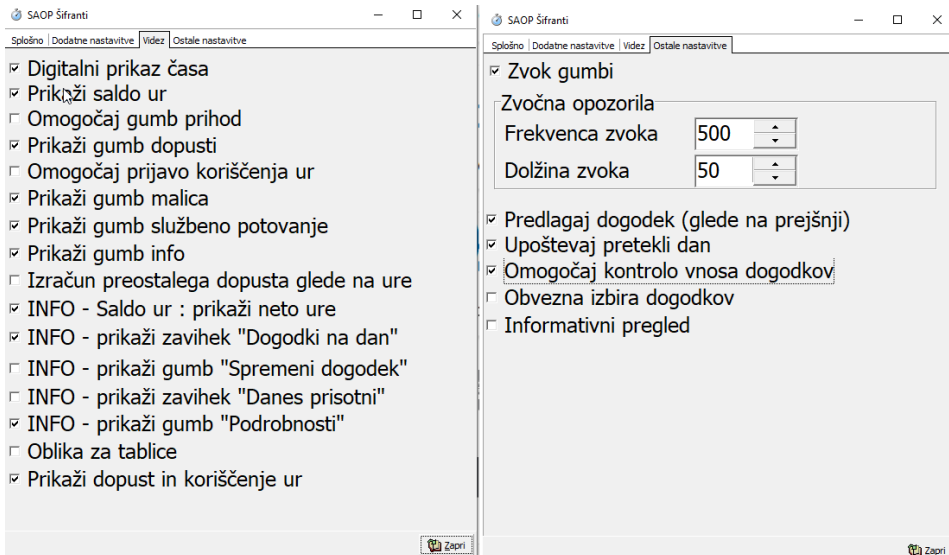 SAOP Šifranti
Splošno Dodatne nastavitve Videz Ostale nastavitve
Digitalni prikaz časa
Prikaži saldo ur
Omogočaj gumb prihod
Prikaži gumb dopusti
Omogočaj prijavo koriščenja ur
Prikaži gumb malica
Prikaži gumb službeno potovanje
Prikaži gumb info
Izračun preostalega dopusta glede na ure
INFO - Saldo ur : prikaži neto ure
INFO - prikaži zavihek "Dogodki na dan"
INFO - prikaži gumb "Spremeni dogodek"
INFO - prikaži zavihek "Danes prisotni"
INFO - prikaži gumb "Podrobnosti"
Oblika za tablice
Prikaži dopust in koriščenje ur
Zapri
SAOP Šifranti
Splošno Dodatne nastavitve Videz Ostale nastavitve
Zvok gumbi
Zvočna opozorila
Frekvenca zvoka 500
Dolžina zvoka 50
Predlagaj dogodek (glede na prejšnji)
Upoštevaj pretekli dan
Omogočaj kontrolo vnosa dogodkov
Obvezna izbira dogodkov
Informativni pregled
Zapri